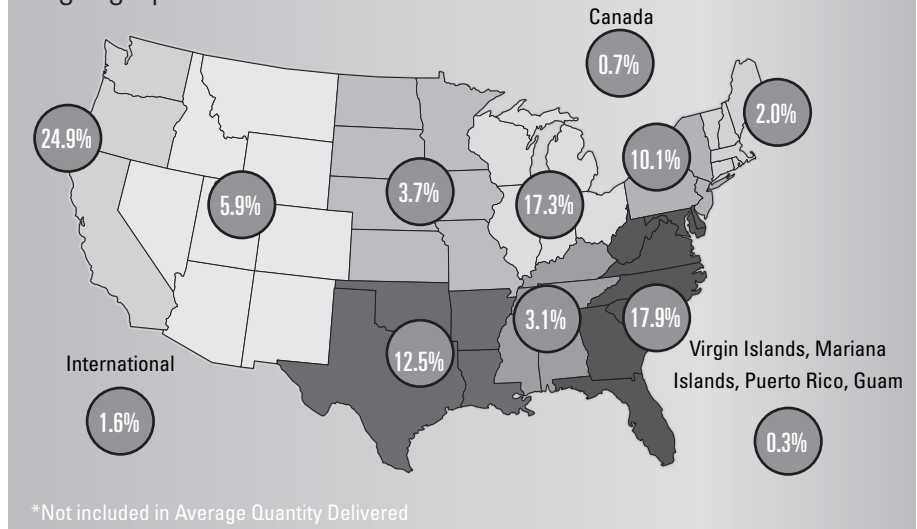 Canada
0.7%
2.0%
24.9%
10.1%
5.9%
3.7%
17.3%
3.1%
17.9%
12.5%
International
1.6%
Virgin Islands, Mariana
Islands, Puerto Rico, Guam
0.3%
*Not included in Average Quantity Delivered